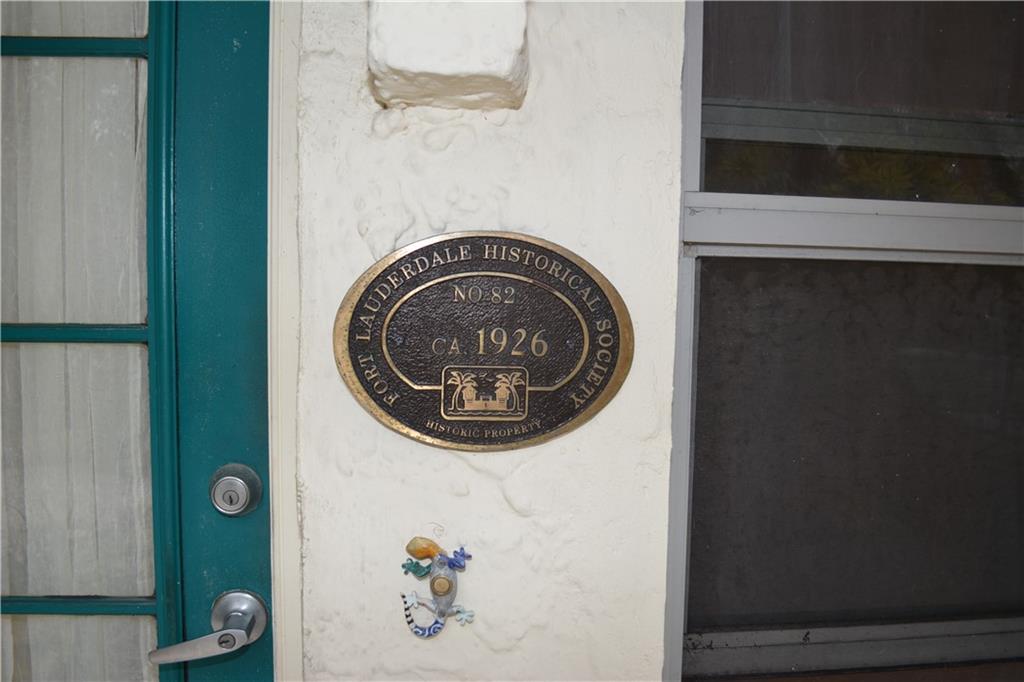 FORT LAUDERDALE HISTORICAL SOCIETY
NO. 82
CA. 1926
HISTORIC PROPERTY